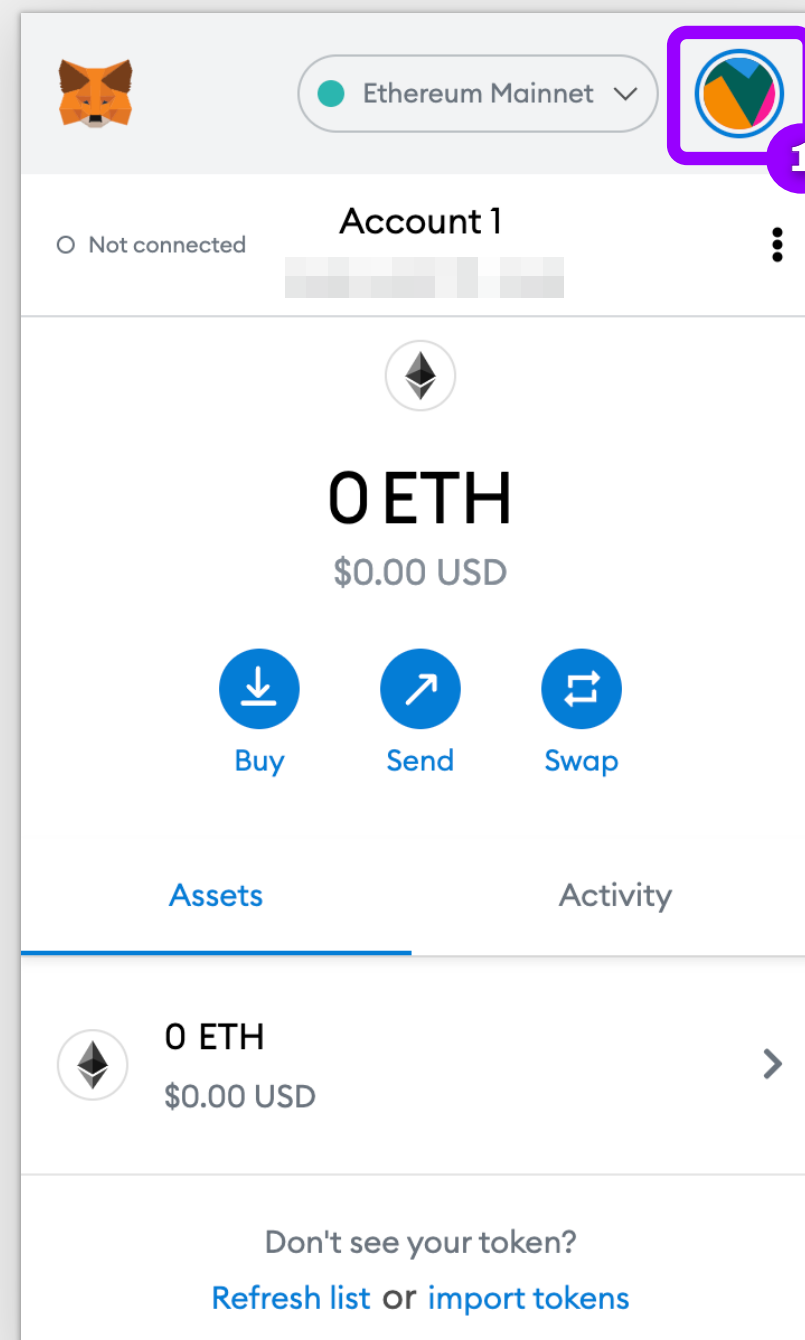 Ethereum Mainnet
1
Not connected
Account 1
0 ETH
$0.00 USD
Buy
Send
Swap
Assets
Activity
0 ETH
$0.00 USD
Don't see your token?
Refresh list or import tokens